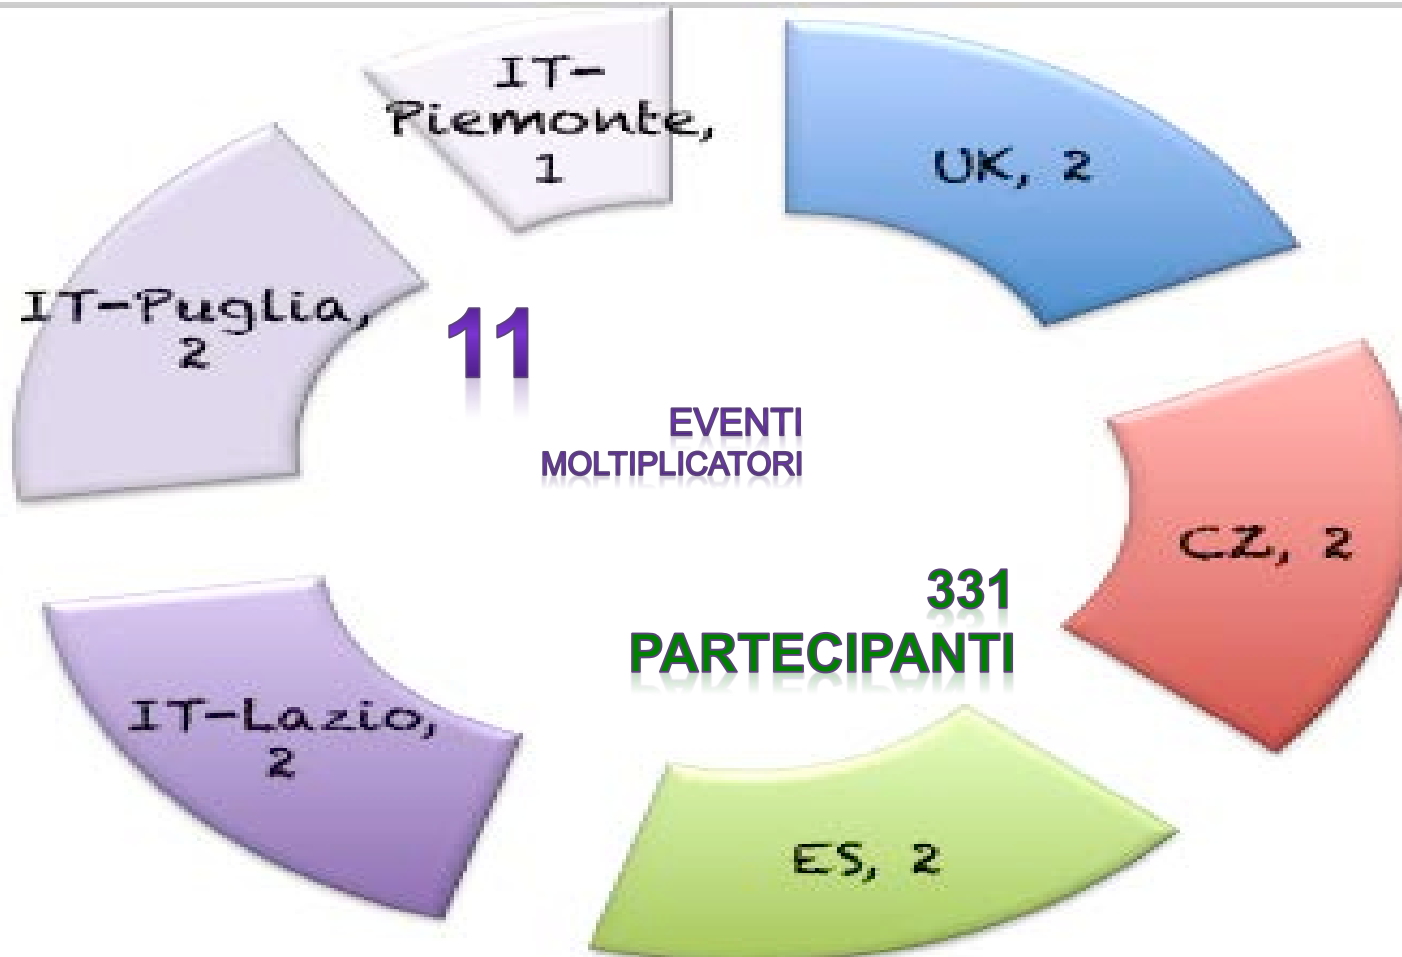 IT-
Piemonte,
1
UK, 2
IT-Puglia,
2
11
EVENTI
MOLTIPLICATORI
CZ, 2
331
PARTECIPANTI
IT-Lazio,
2
ES, 2